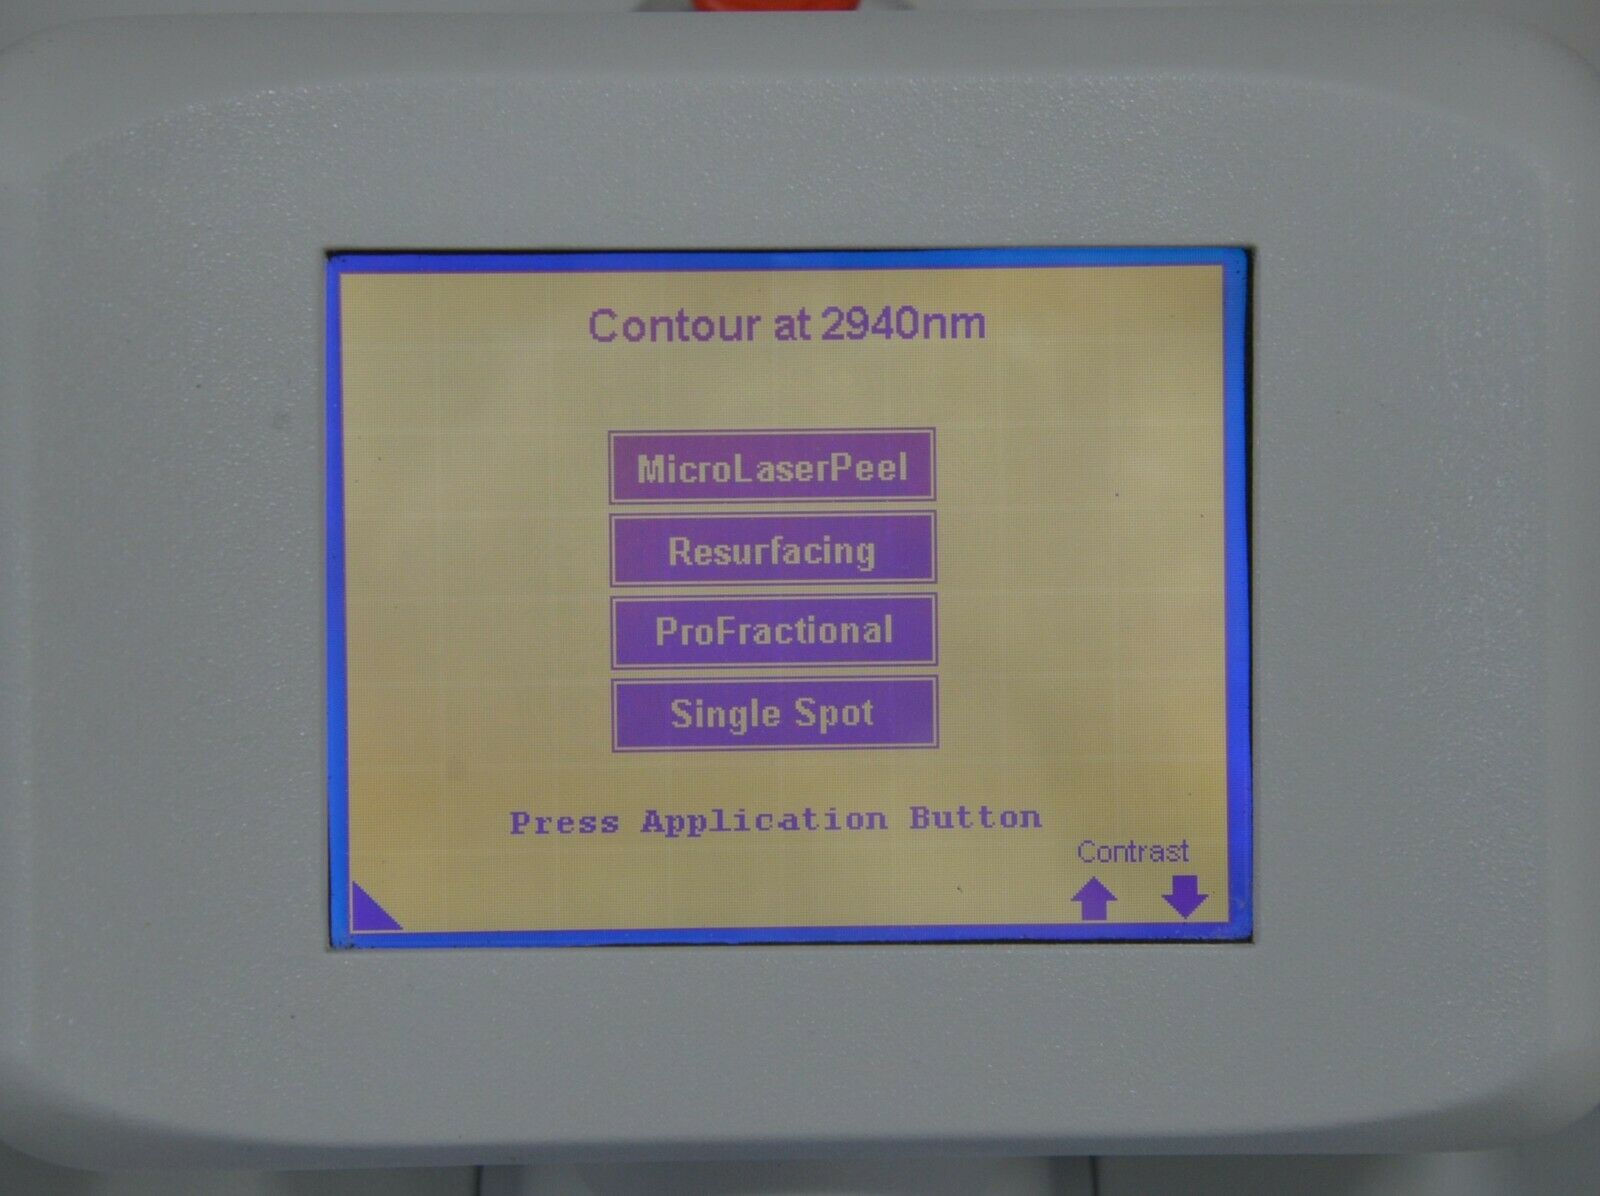 Contour at 2940nm
MicroLaserPeel
Resurfacing
ProFractional
Single Spot
Press Application Button
Contrast